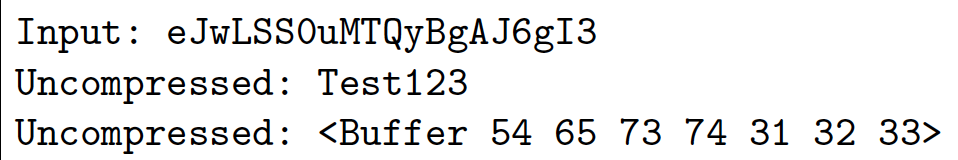 Input: eJwLSS0uMTQyBgAJ6gI3
Uncompressed: Test123
Uncompressed: <Buffer 54 65 73 74 31 32 33>